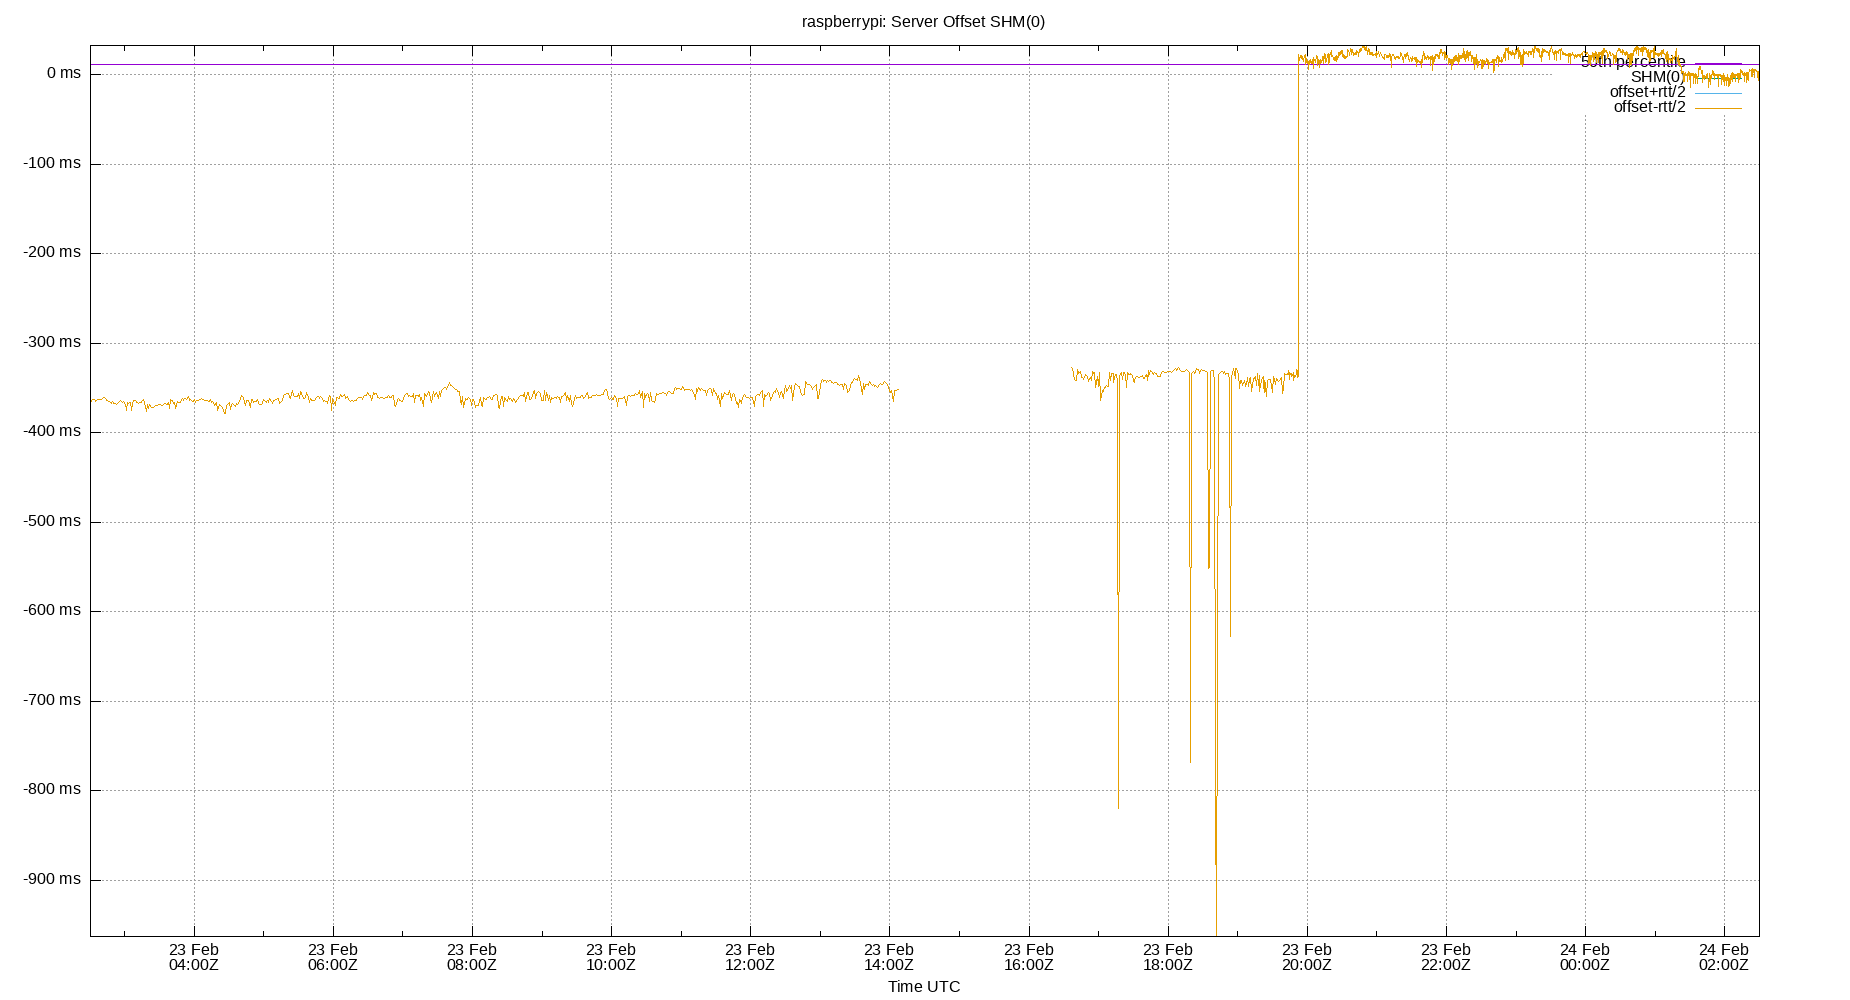 raspberrypi: Server Offset SHM(0)
0 ms
-100 ms
-200 ms
-300 ms
-400 ms
-500 ms
-600 ms
-700 ms
-800 ms
-900 ms
50th percentile
SHM(0)
offset+rtt/2
offset-rtt/2
23 Feb 23 Feb 23 Feb 23 Feb 23 Feb 23 Feb 23 Feb 23 Feb 23 Feb 23 Feb 24 Feb 24 Feb
04:00Z 06:00Z 08:00Z 10:00Z 12:00Z 14:00Z 16:00Z 18:00Z 20:00Z 22:00Z 00:00Z 02:00Z
Time UTC